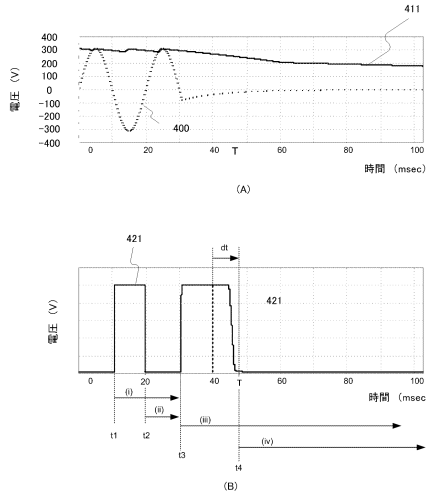 411
電圧 (V)
400
300
200
100
0
−100
−200
−300
−400
400
0 20 T 60 80 100
時間 (msec)
(A)
dt
421
421
電圧 (V)
0 20 40 T 60 80 100
時間 (msec
(i)
(ii)
(iii)
(iv)
t1 t2 t3 t4
(B)